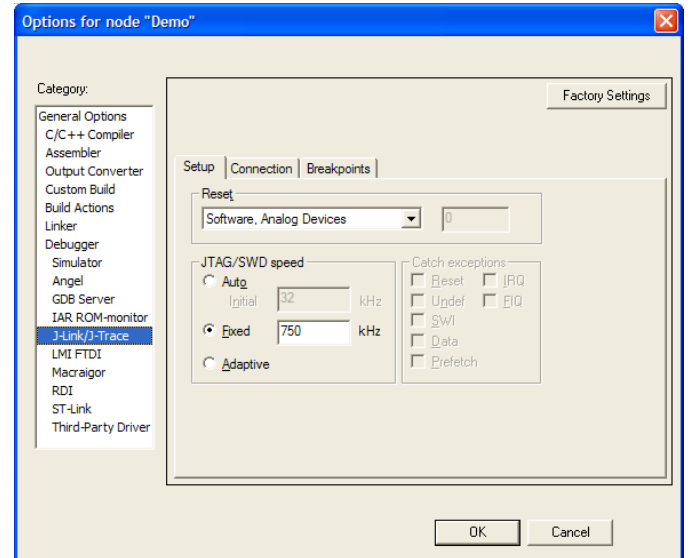 Options for node "Demo"
Category:
Factory Settings
General Options
C/C++ Compiler
Assembler
Output Converter
Custom Build
Build Actions
Linker
Debugger
Simulator
Angel
GDB Server
IAR ROM-monitor
J-Link/J-Trace
LMI FTDI
Macraigor
RDI
ST-Link
Third-Party Driver
Setup Connection Breakpoints
Reset
Software, Analog Devices 0
JTAG/SWD speed
Auto
Initial 32 kHz
Fixed 750 kHz
Adaptive
Catch exceptions
Reset IRQ
Undef FIQ
SWI
Data
Prefetch
OK Cancel